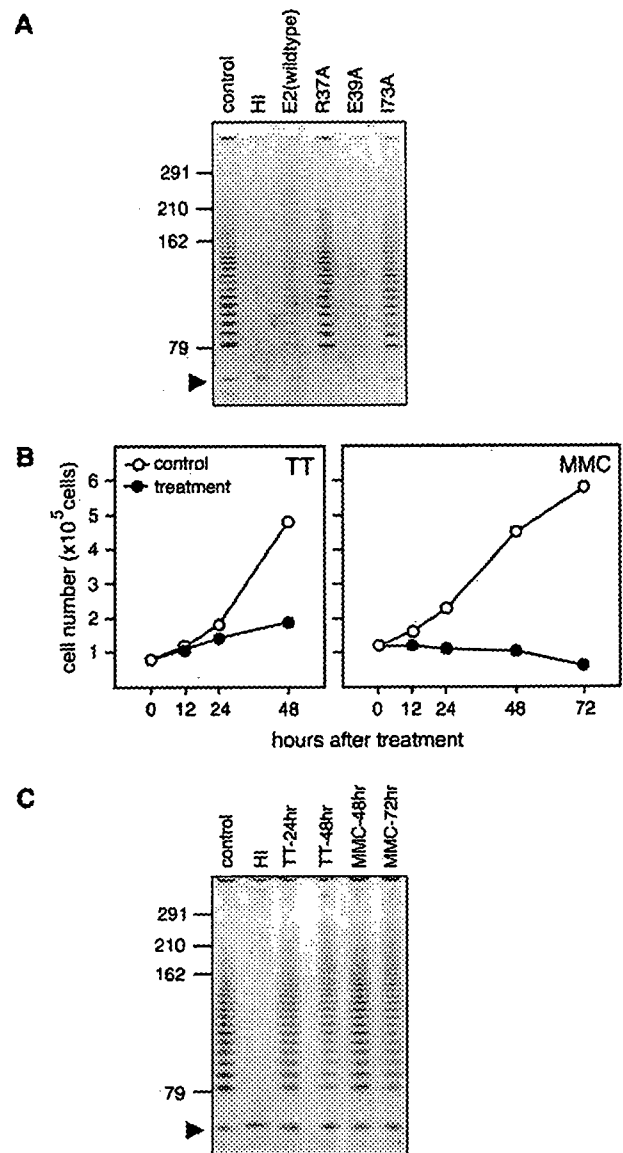 A
control
HI
E2(wildtype)
R37A
E39A
I73A
291
210
162
79
B
control
treatment
TT
MMC
cell number (x10⁵cells)
6
5
4
3
2
1
0 12 24 48
0 12 24 48 72
hours after treatment
C
control
HI
TT-24hr
TT-48hr
MMC-48hr
MMC-72hr
291
210
162
79